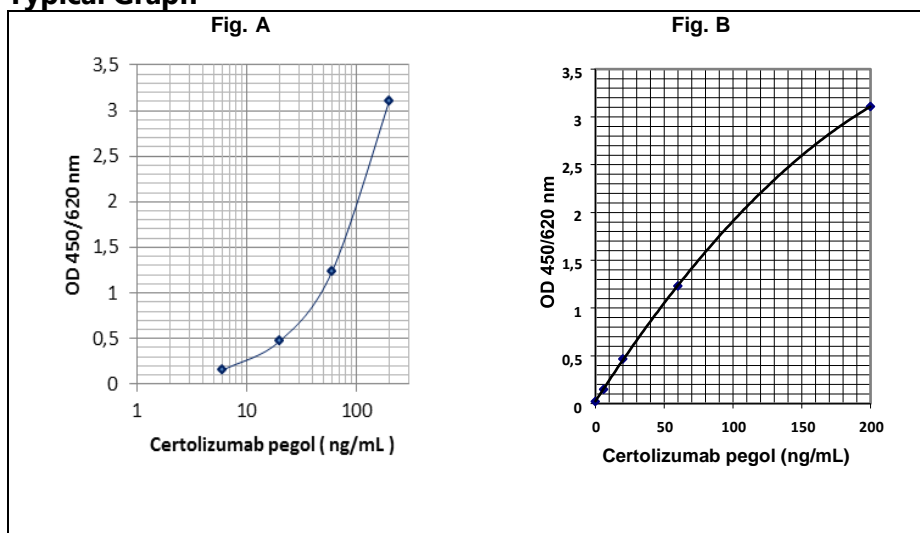 Typical Graph
Fig. A
3,5
3
2,5
2
1,5
1
0,5
0
OD 450/620 nm
1 10 100
Certolizumab pegol ( ng/mL )
Fig. B
3,5
3
2,5
2
1,5
1
0,5
0
OD 450/620 nm
0 50 100 150 200
Certolizumab pegol (ng/mL)